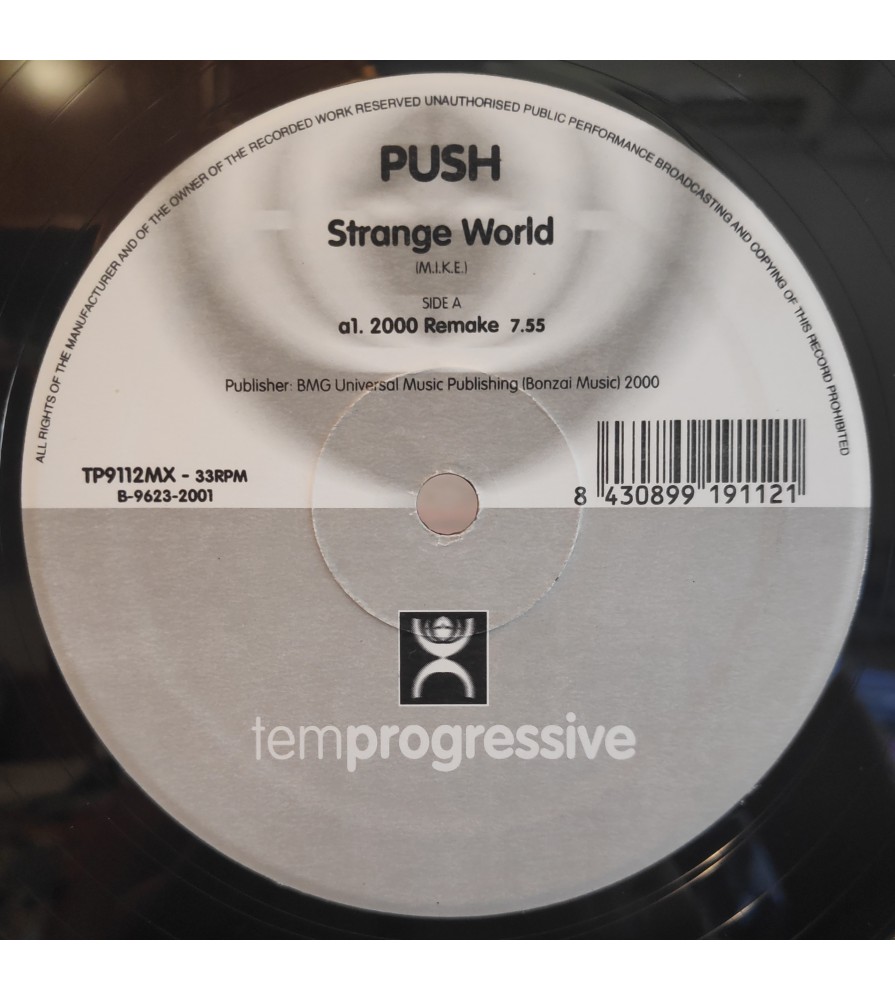 ALL RIGHTS OF THE MANUFACTURER AND OF THE OWNER OF THE RECORDED WORK RESERVED UNAUTHORISED PUBLIC PERFORMANCE BROADCASTING AND COPYING OF THIS RECORD PROHIBITED
PUSH
Strange World
(M.I.K.E.)
SIDE A
a1. 2000 Remake 7.55
Publisher: BMG Universal Music Publishing (Bonzai Music) 2000
TP9112MX - 33RPM
B-9623-2001
8 430899 191121
temprogressive